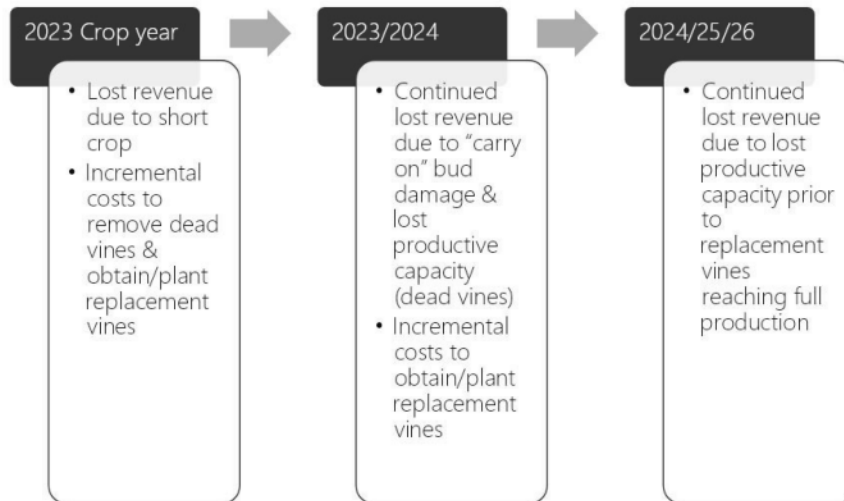 2023 Crop year
• Lost revenue
due to short
crop
• Incremental
costs to
remove dead
vines &
obtain/plant
replacement
vines
2023/2024
• Continued
lost revenue
due to “carry
on” bud
damage &
lost
productive
capacity
(dead vines)
• Incremental
costs to
obtain/plant
replacement
vines
2024/25/26
• Continued
lost revenue
due to lost
productive
capacity prior
to
replacement
vines
reaching full
production